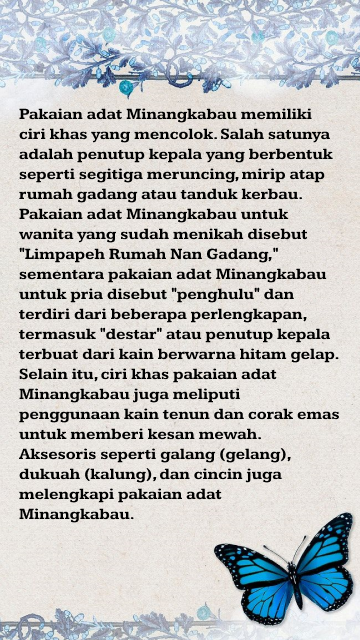 Pakaian adat Minangkabau memiliki
ciri khas yang mencolok. Salah satunya
adalah penutup kepala yang berbentuk
seperti segitiga meruncing, mirip atap
rumah gadang atau tanduk kerbau.
Pakaian adat Minangkabau untuk
wanita yang sudah menikah disebut
"Limpapeh Rumah Nan Gadang,"
sementara pakaian adat Minangkabau
untuk pria disebut "penghulu" dan
terdiri dari beberapa perlengkapan,
termasuk "destar" atau penutup kepala
terbuat dari kain berwarna hitam gelap.
Selain itu, ciri khas pakaian adat
Minangkabau juga meliputi
penggunaan kain tenun dan corak emas
untuk memberi kesan mewah.
Aksesoris seperti galang (gelang),
dukuah (kalung), dan cincin juga
melengkapi pakaian adat
Minangkabau.